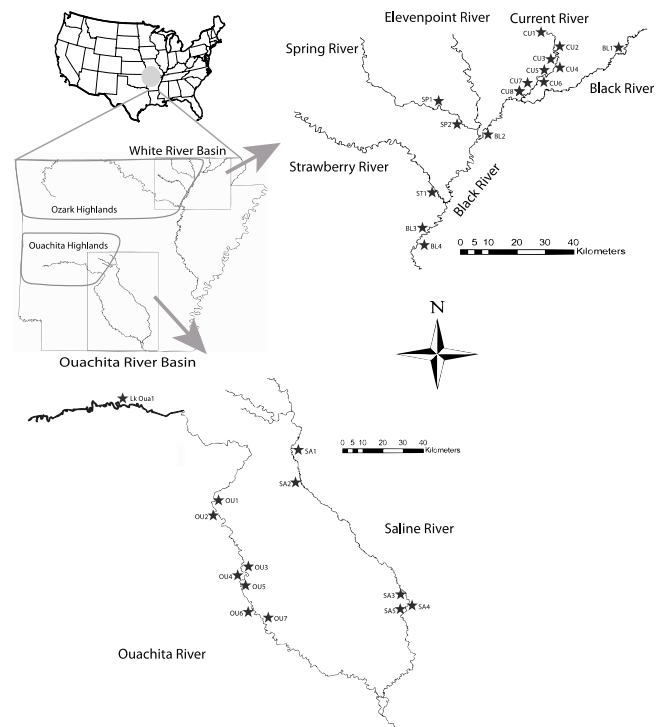 Elevenpoint River
Current River
Spring River
CU1
CU2
BL1
CU3
CU5
CU4
CU7
CU6
CU8
Black River
SP1
SP2
BL2
White River Basin
Strawberry River
Black River
ST1
Ozark Highlands
BL3
BL4
Ouachita Highlands
0 5 10 20 30 40
Kilometers
Ouachita River Basin
N
Lk Oua1
SA1
0 5 10 20 30 40
Kilometers
SA2
OU1
OU2
Saline River
OU3
OU4
OU5
SA3
SA4
SA5
OU6
OU7
Ouachita River